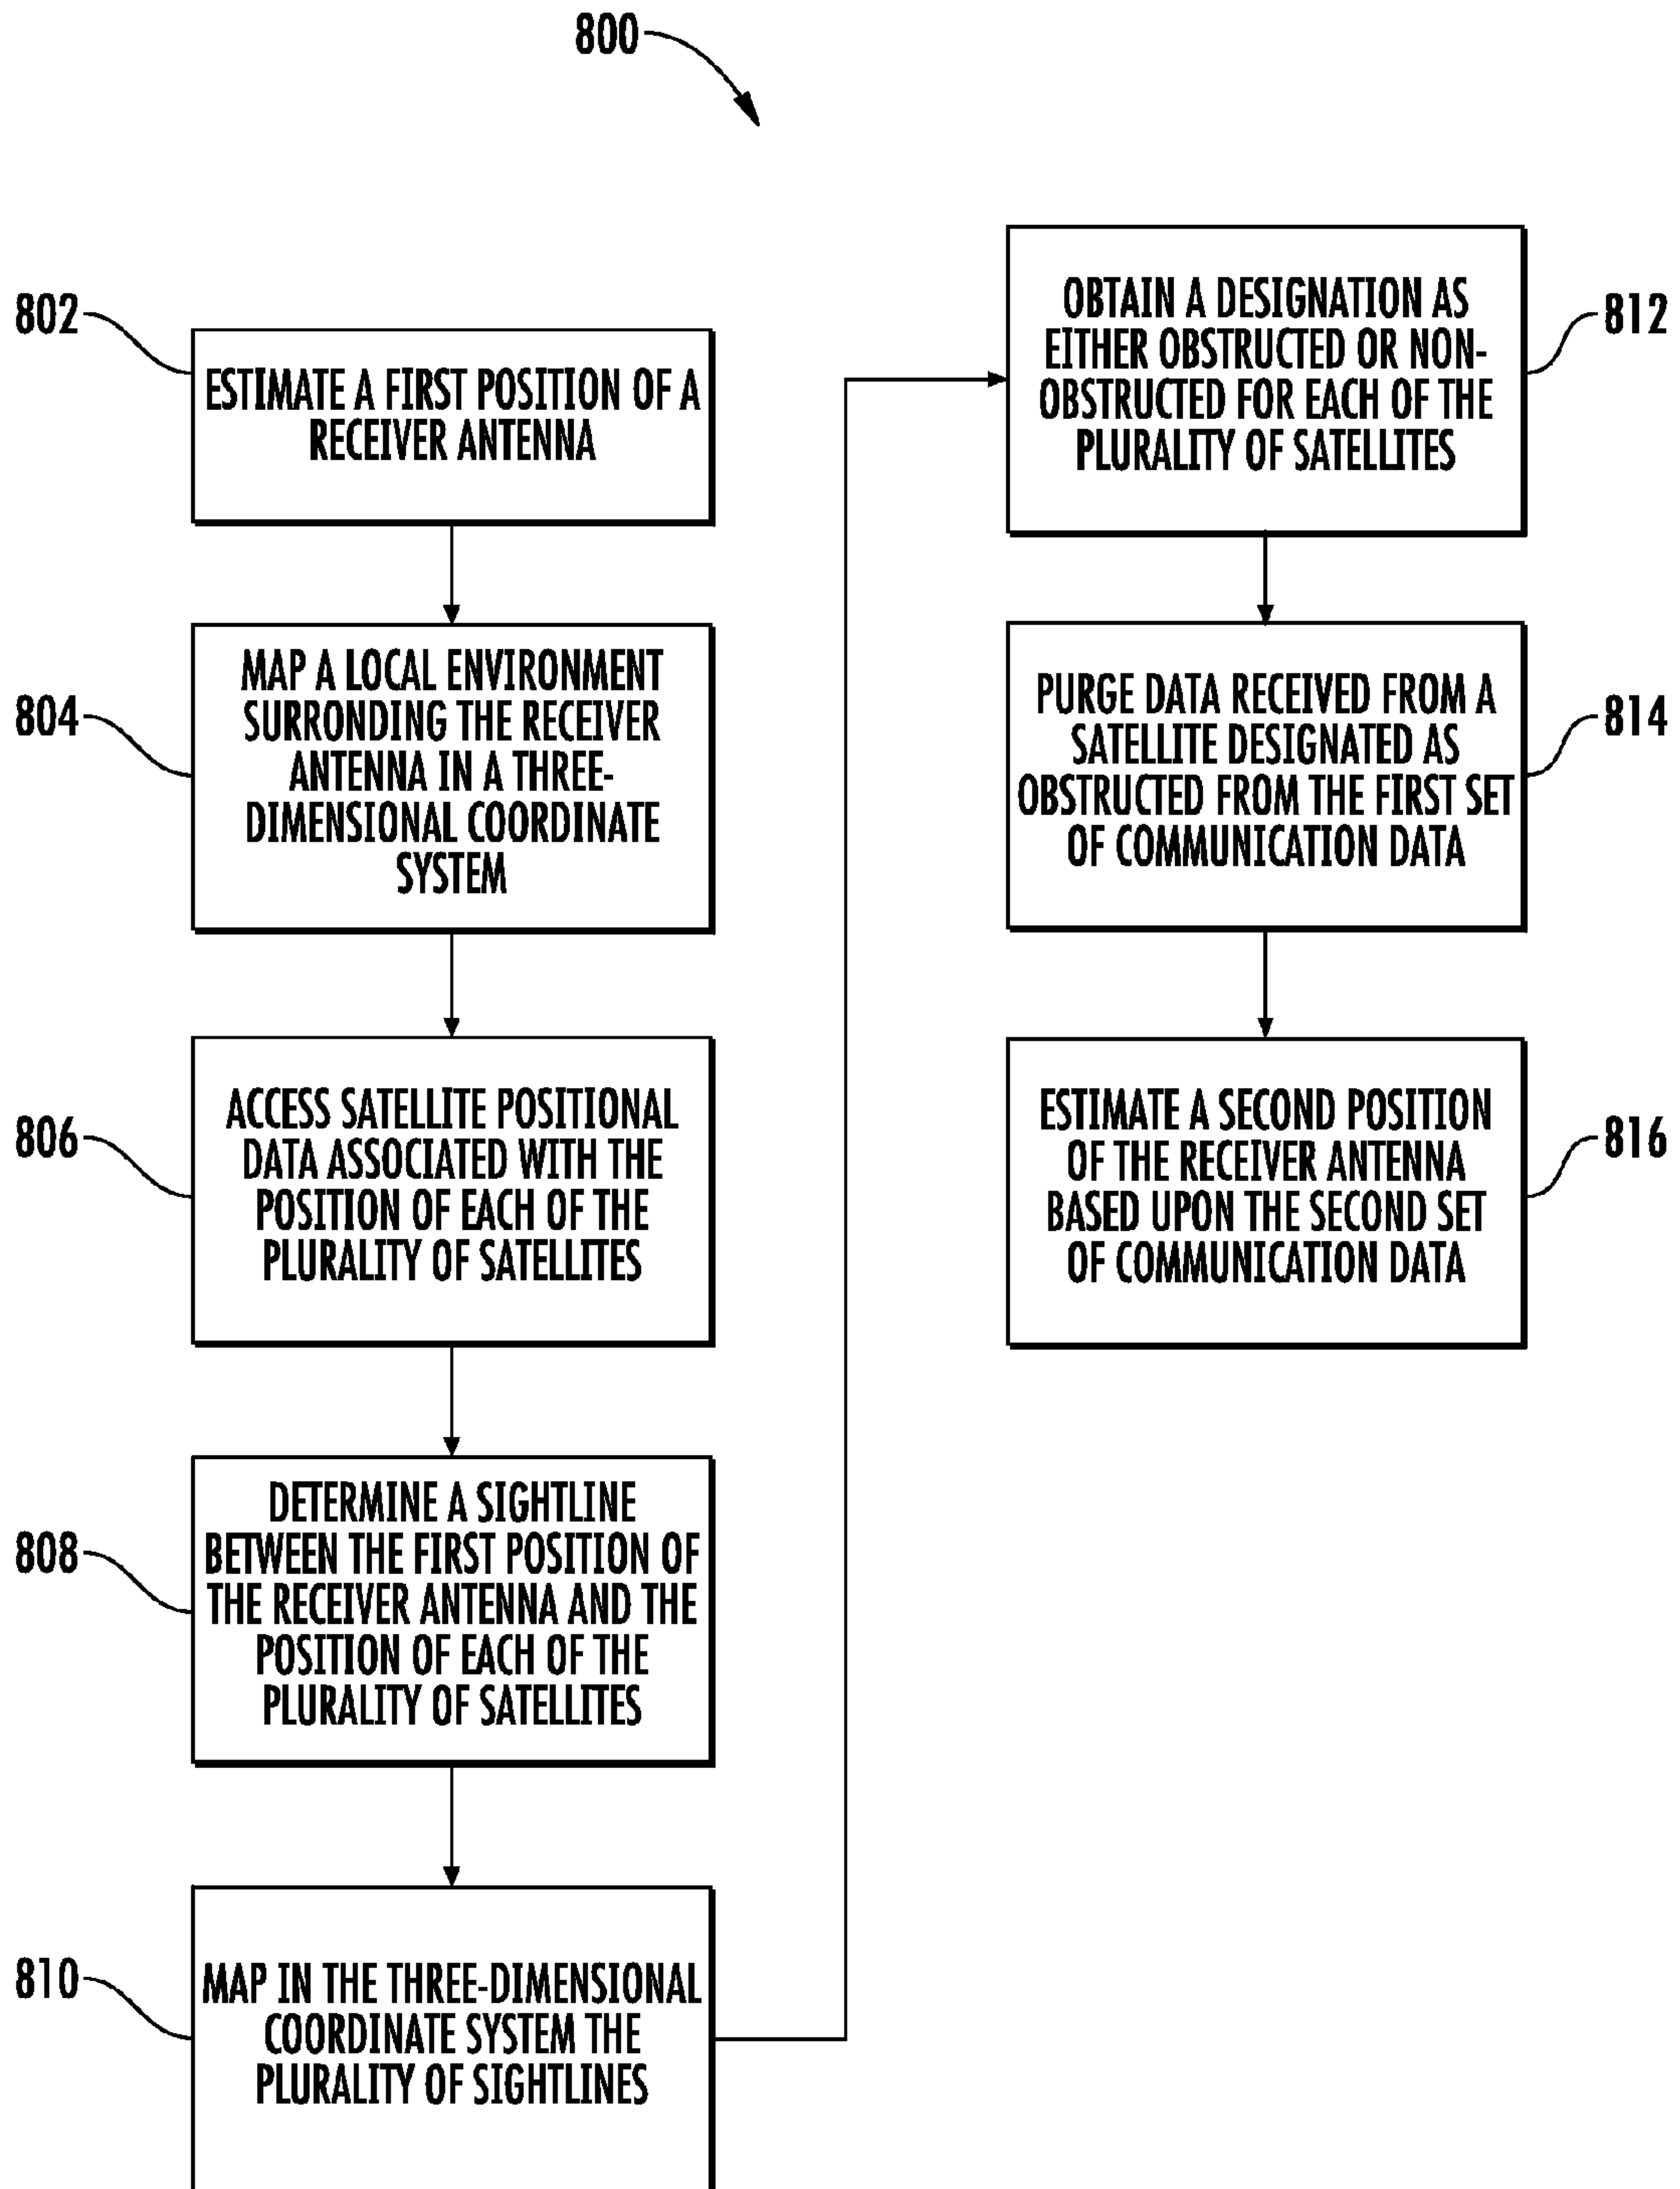 800
802
ESTIMATE A FIRST POSITION OF A
RECEIVER ANTENNA
804
MAP A LOCAL ENVIRONMENT
SURRONDING THE RECEIVER
ANTENNA IN A THREE-
DIMENSIONAL COORDINATE
SYSTEM
806
ACCESS SATELLITE POSITIONAL
DATA ASSOCIATED WITH THE
POSITION OF EACH OF THE
PLURALITY OF SATELLITES
808
DETERMINE A SIGHTLINE
BETWEEN THE FIRST POSITION OF
THE RECEIVER ANTENNA AND THE
POSITION OF EACH OF THE
PLURALITY OF SATELLITES
810
MAP IN THE THREE-DIMENSIONAL
COORDINATE SYSTEM THE
PLURALITY OF SIGHTLINES
OBTAIN A DESIGNATION AS
EITHER OBSTRUCTED OR NON-
OBSTRUCTED FOR EACH OF THE
PLURALITY OF SATELLITES
812
PURGE DATA RECEIVED FROM A
SATELLITE DESIGNATED AS
OBSTRUCTED FROM THE FIRST SET
OF COMMUNICATION DATA
814
ESTIMATE A SECOND POSITION
OF THE RECEIVER ANTENNA
BASED UPON THE SECOND SET
OF COMMUNICATION DATA
816